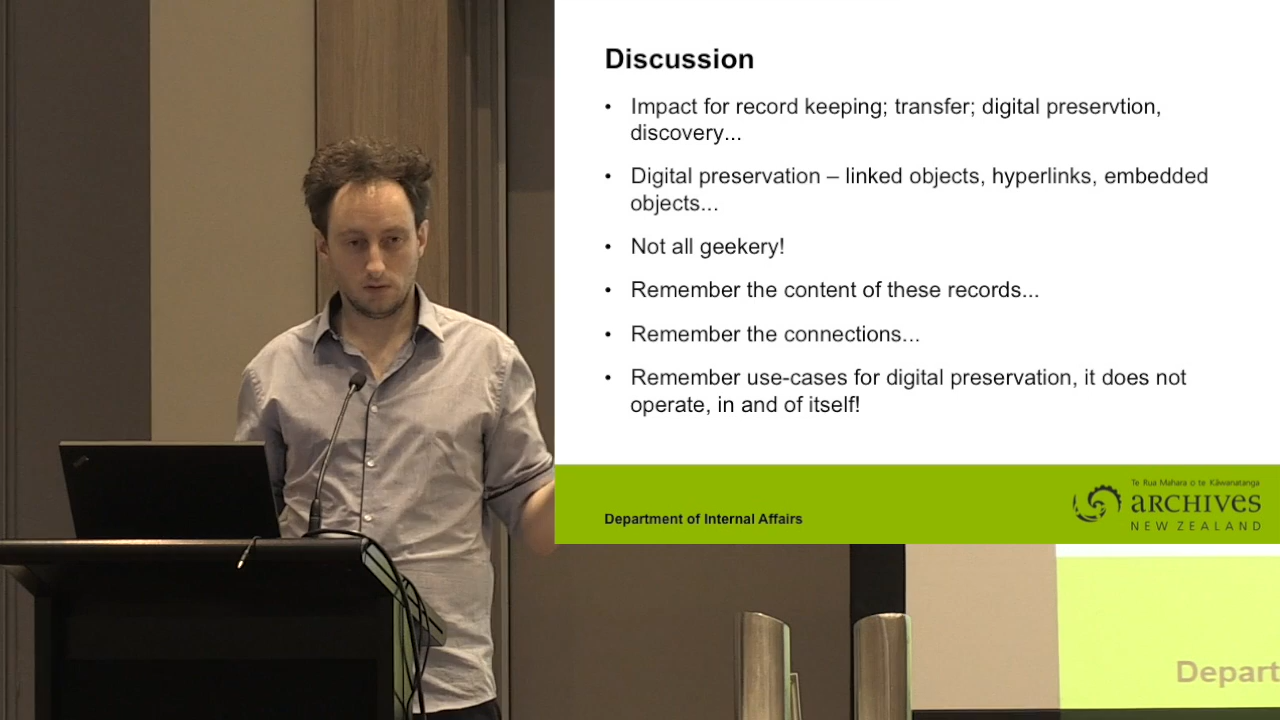 Discussion
• Impact for record keeping; transfer; digital preservtion,
discovery...
• Digital preservation – linked objects, hyperlinks, embedded
objects...
• Not all geekery!
• Remember the content of these records...
• Remember the connections...
• Remember use-cases for digital preservation, it does not
operate, in and of itself!
Department of Internal Affairs
Te Rua Mahara o te Kāwanatanga
ARCHIVES
NEW ZEALAND
Depart